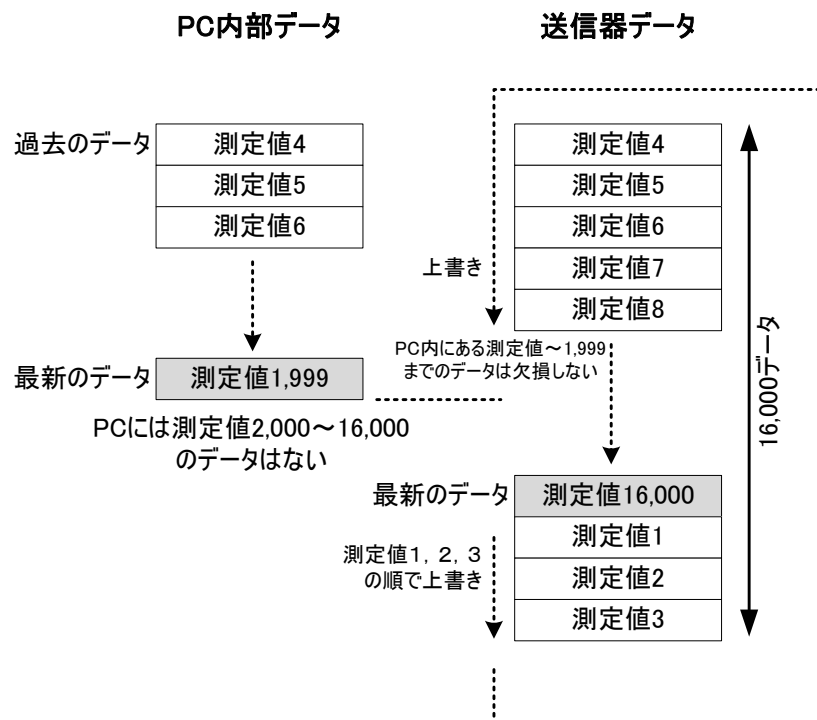 PC内部データ
送信器データ
過去のデータ
測定値4
測定値5
測定値6
最新のデータ
測定値1,999
PCには測定値2,000～16,000
のデータはない
測定値4
測定値5
測定値6
測定値7
測定値8
上書き
PC内にある測定値～1,999
までのデータは欠損しない
16,000データ
最新のデータ
測定値16,000
測定値1
測定値2
測定値3
測定値1，2，3
の順で上書き